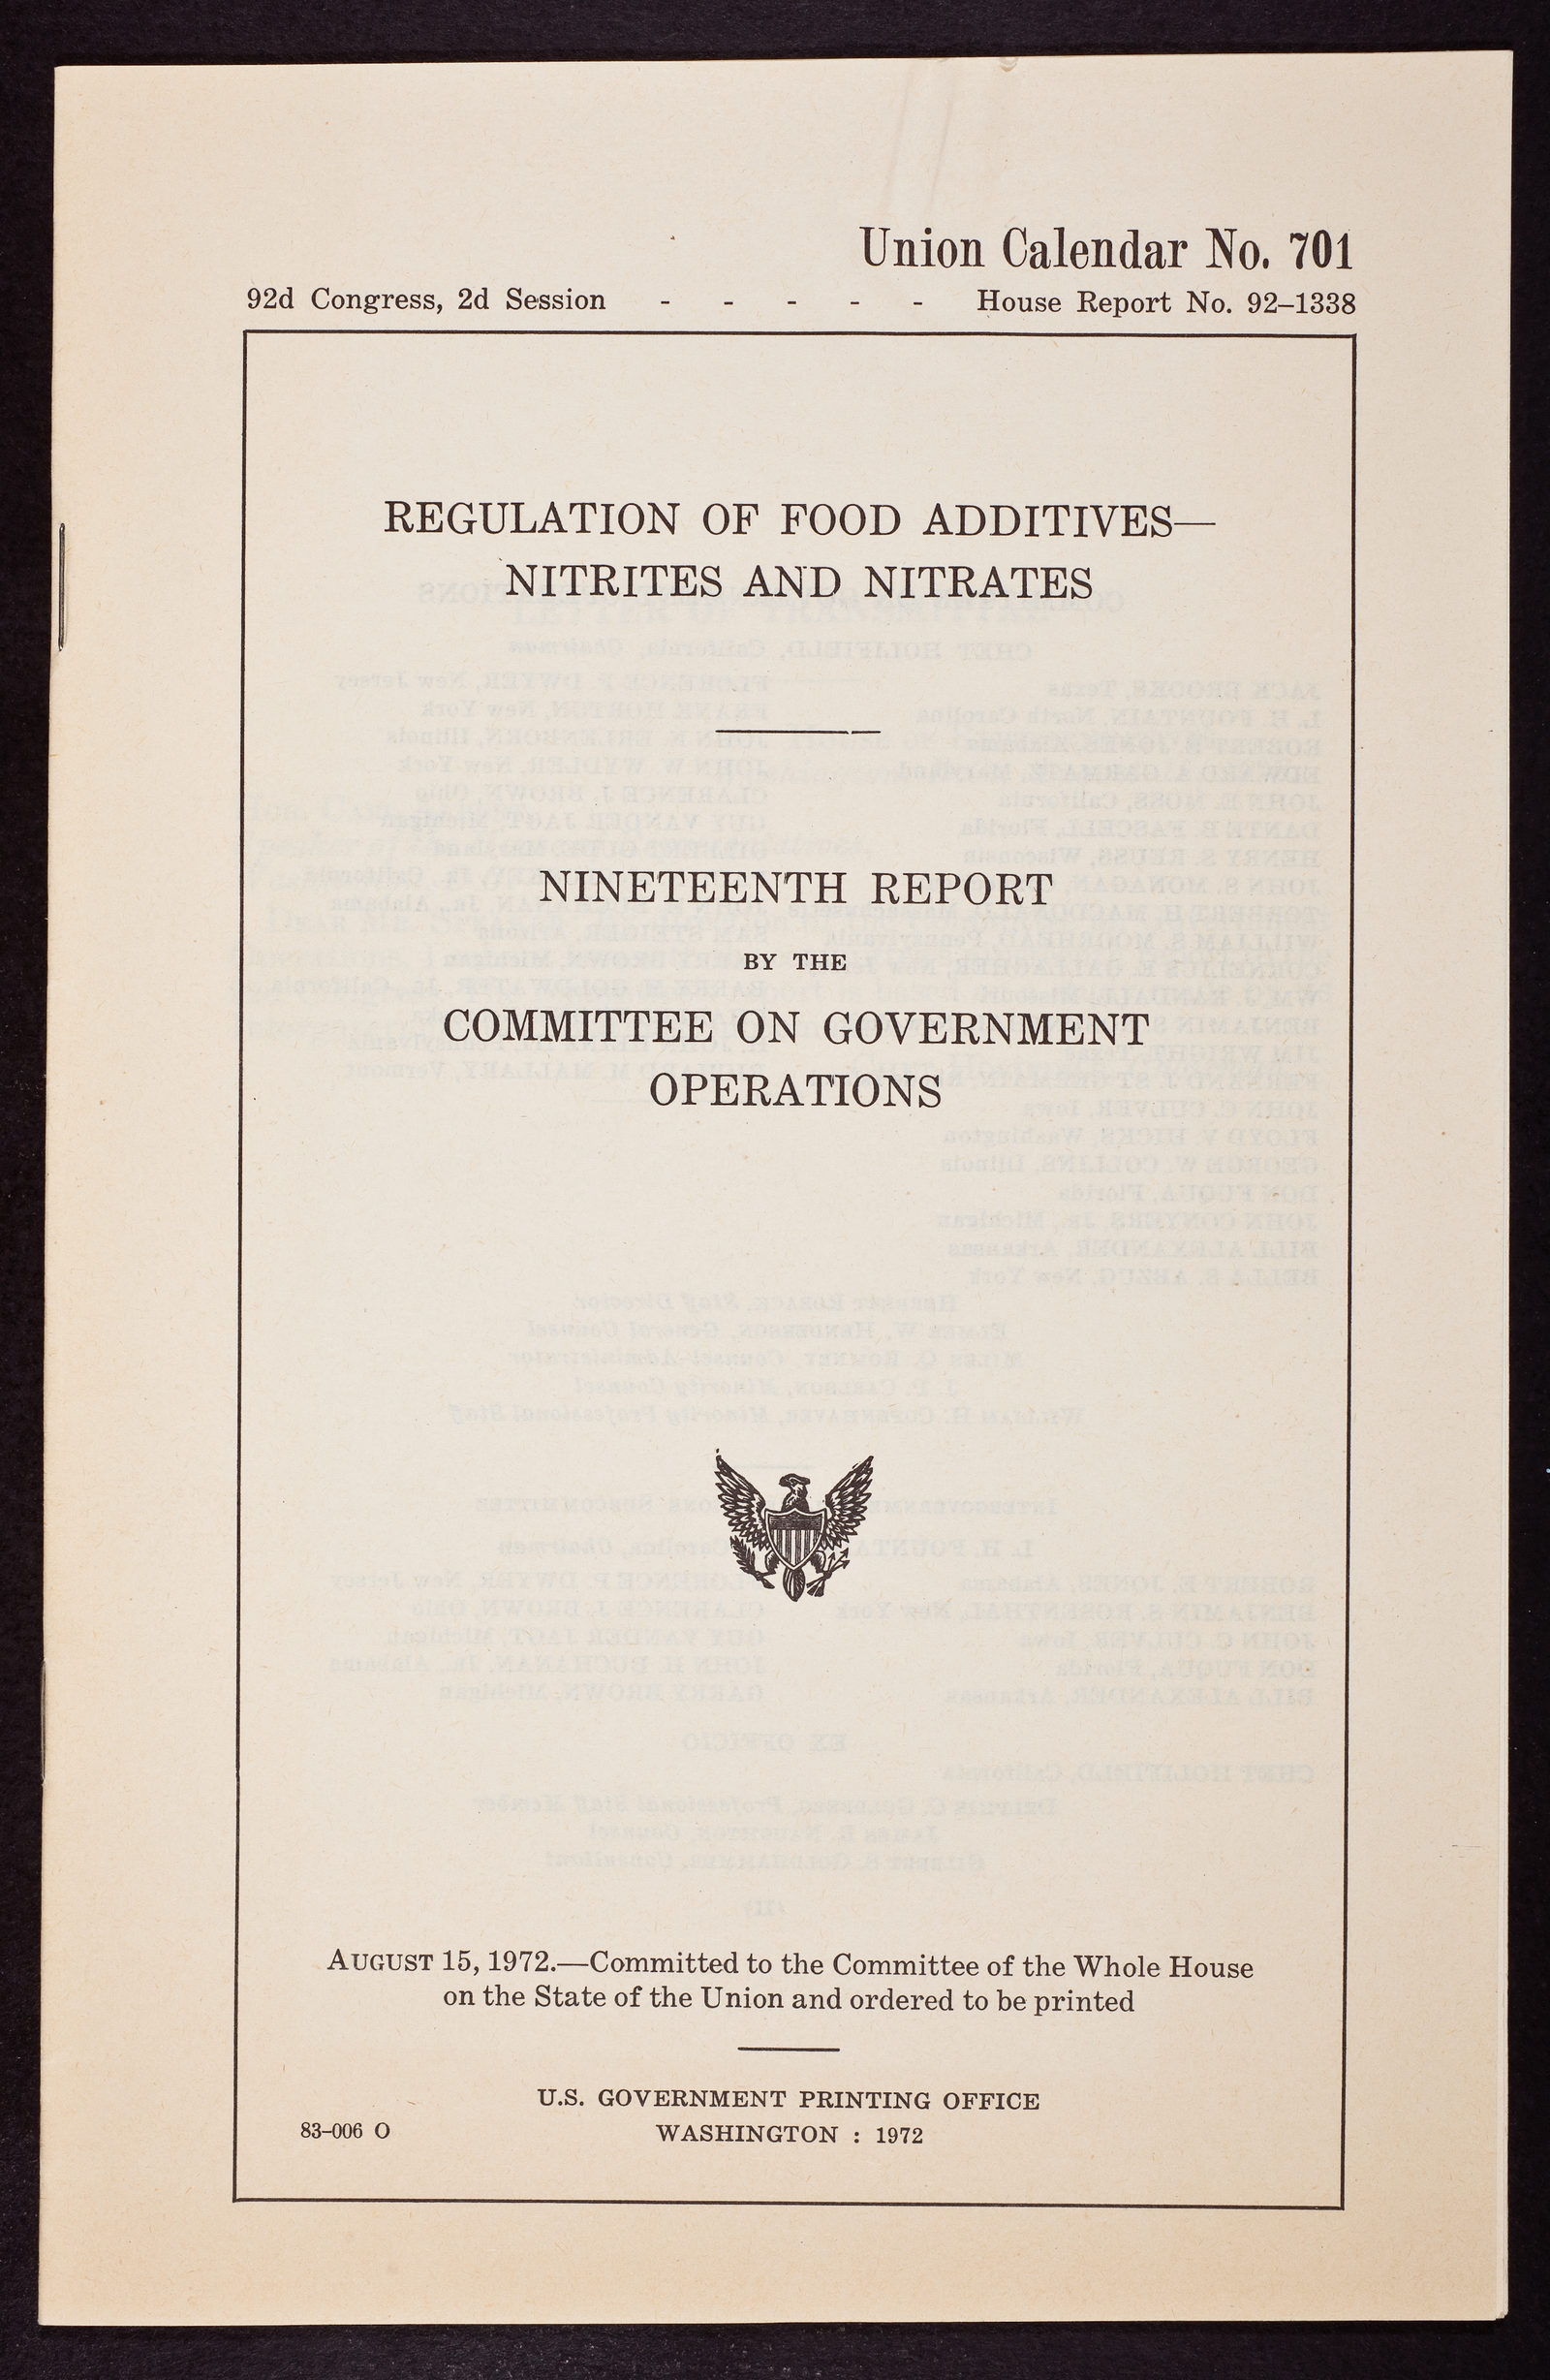 Union Calendar No. 701
92d Congress, 2d Session - - - - - House Report No. 92–1338
REGULATION OF FOOD ADDITIVES—
NITRITES AND NITRATES
NINETEENTH REPORT
BY THE
COMMITTEE ON GOVERNMENT
OPERATIONS
AUGUST 15, 1972.—Committed to the Committee of the Whole House
on the State of the Union and ordered to be printed
U.S. GOVERNMENT PRINTING OFFICE
83–006 O WASHINGTON : 1972